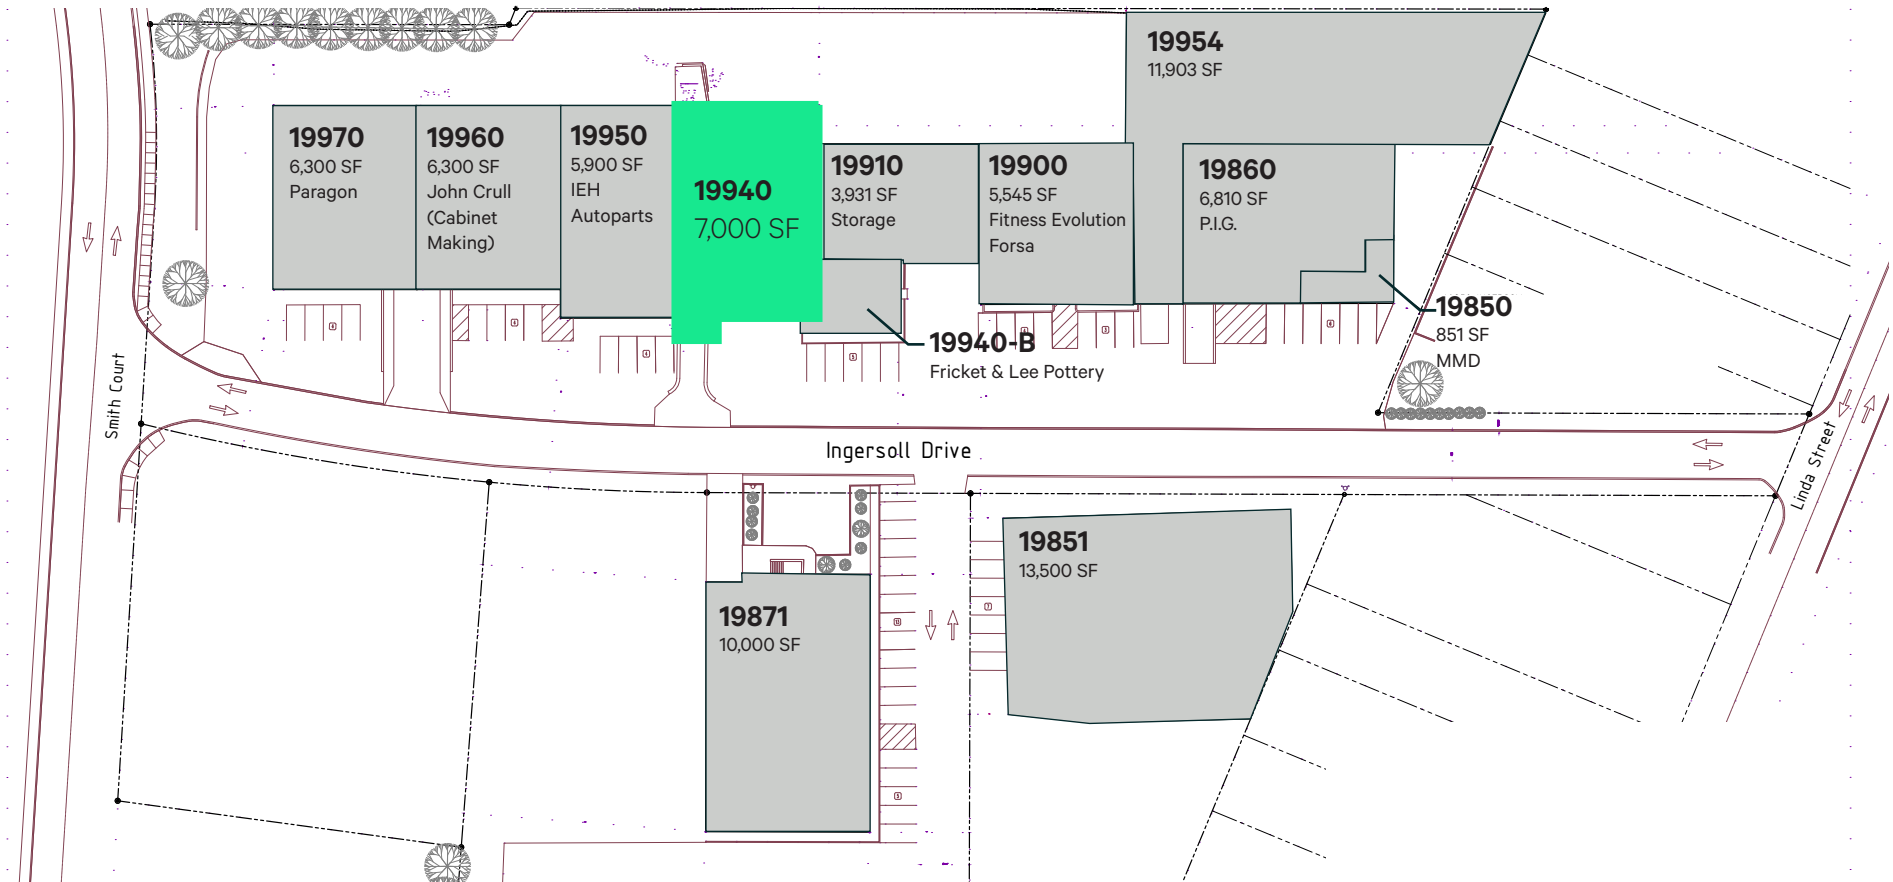 19954
11,903 SF
19970
6,300 SF
Paragon
19960
6,300 SF
John Crull
(Cabinet
Making)
19950
5,900 SF
IEH
Autoparts
19940
7,000 SF
19910
3,931 SF
Storage
19900
5,545 SF
Fitness Evolution
Forsa
19860
6,810 SF
P.I.G.
19850
851 SF
MMD
19940-B
Fricket & Lee Pottery
Smith Court
Ingersoll Drive
Linda Street
19851
13,500 SF
19871
10,000 SF